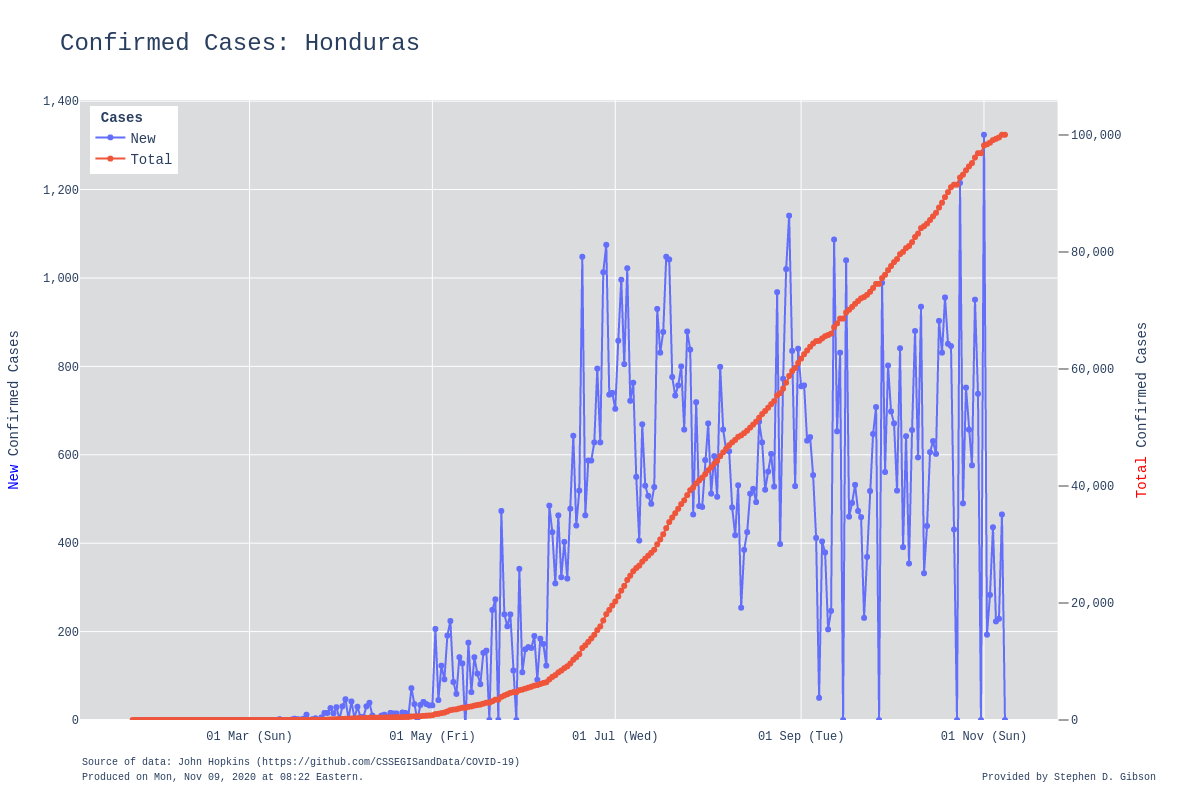 Confirmed Cases: Honduras
Cases
New
Total
1,400
1,200
1,000
800
600
400
200
0
New Confirmed Cases
100,000
80,000
60,000
40,000
20,000
0
Total Confirmed Cases
01 Mar (Sun)
01 May (Fri)
01 Jul (Wed)
01 Sep (Tue)
01 Nov (Sun)
Source of data: John Hopkins (https://github.com/CSSEGISandData/COVID-19)
Produced on Mon, Nov 09, 2020 at 08:22 Eastern.
Provided by Stephen D. Gibson